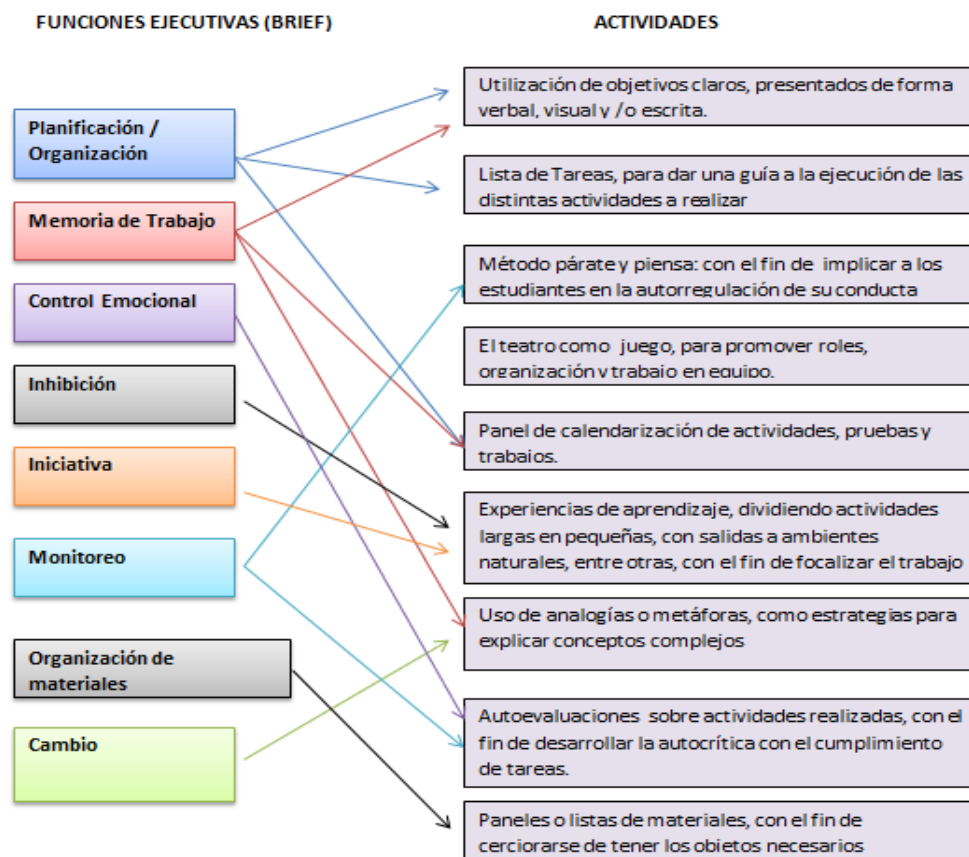 FUNCIONES EJECUTIVAS (BRIEF)
ACTIVIDADES
Planificación /
Organización
Memoria de Trabajo
Control Emocional
Inhibición
Iniciativa
Monitoreo
Organización de
materiales
Cambio
Utilización de objetivos claros, presentados de forma
verbal, visual y /o escrita.
Lista de Tareas, para dar una guía a la ejecución de las
distintas actividades a realizar
Método párate y piensa: con el fin de implicar a los
estudiantes en la autorregulación de su conducta
El teatro como juego, para promover roles,
organización y trabajo en equipo.
Panel de calendarización de actividades, pruebas y
trabajos.
Experiencias de aprendizaje, dividiendo actividades
largas en pequeñas, con salidas a ambientes
naturales, entre otras, con el fin de focalizar el trabajo
Uso de analogías o metáforas, como estrategias para
explicar conceptos complejos
Autoevaluaciones sobre actividades realizadas, con el
fin de desarrollar la autocrítica con el cumplimiento
de tareas.
Paneles o listas de materiales, con el fin de
cerciorarse de tener los objetos necesarios